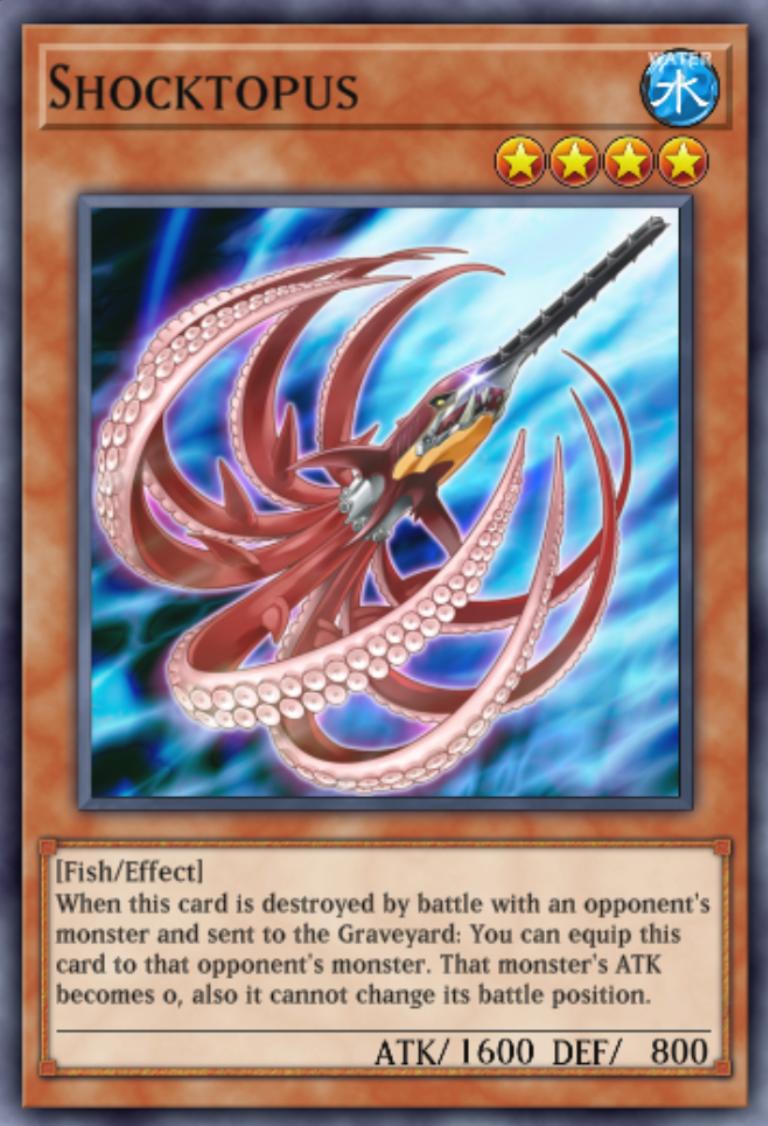 Shocktopus
WATER
水
[Fish/Effect]
When this card is destroyed by battle with an opponent's
monster and sent to the Graveyard: You can equip this
card to that opponent's monster. That monster's ATK
becomes 0, also it cannot change its battle position.
ATK/ 1600 DEF/ 800